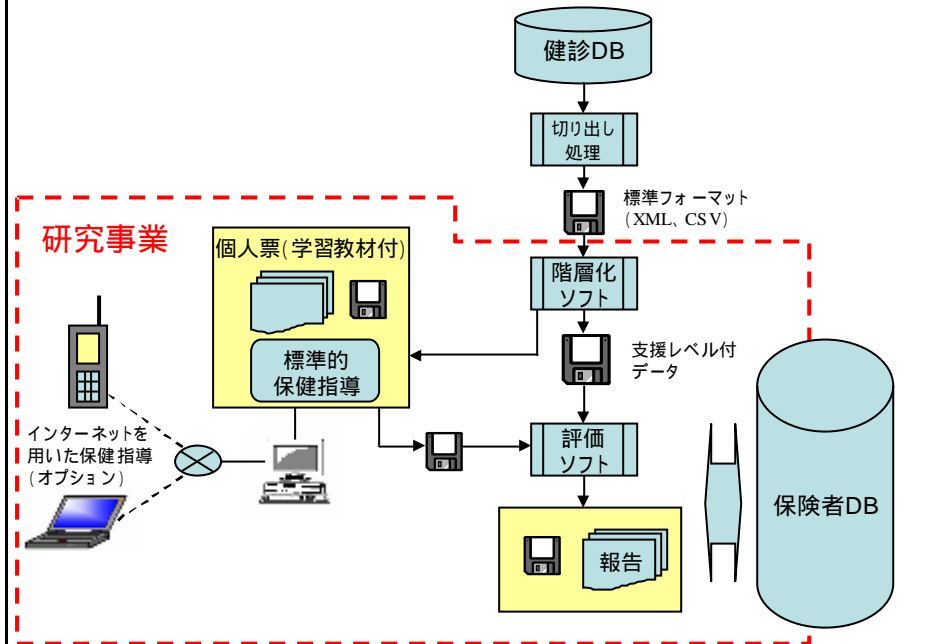 健診DB
切り出し
処理
標準フォーマット
(XML、CSV)
研究事業
個人票(学習教材付)
階層化
ソフト
標準的
保健指導
支援レベル付
データ
インターネットを
用いた保健指導
(オプション)
評価
ソフト
保険者DB
報告